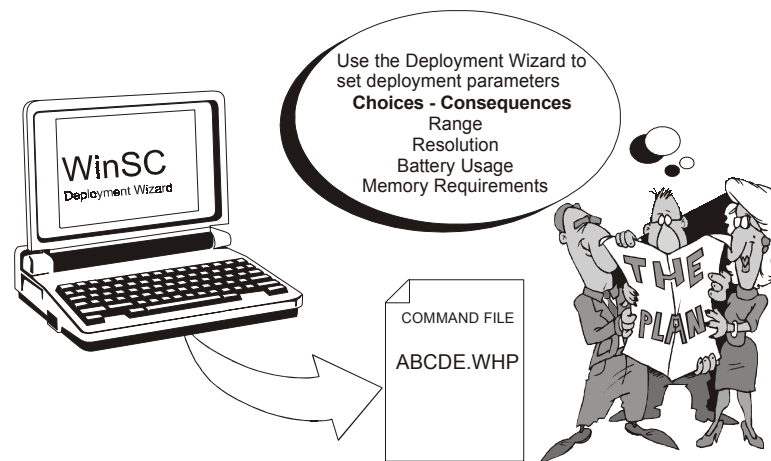 Use the Deployment Wizard to
set deployment parameters
Choices - Consequences
Range
Resolution
Battery Usage
Memory Requirements
WinSC
Deployment Wizard
COMMAND FILE
ABCDE.WHP
THE
PLAN